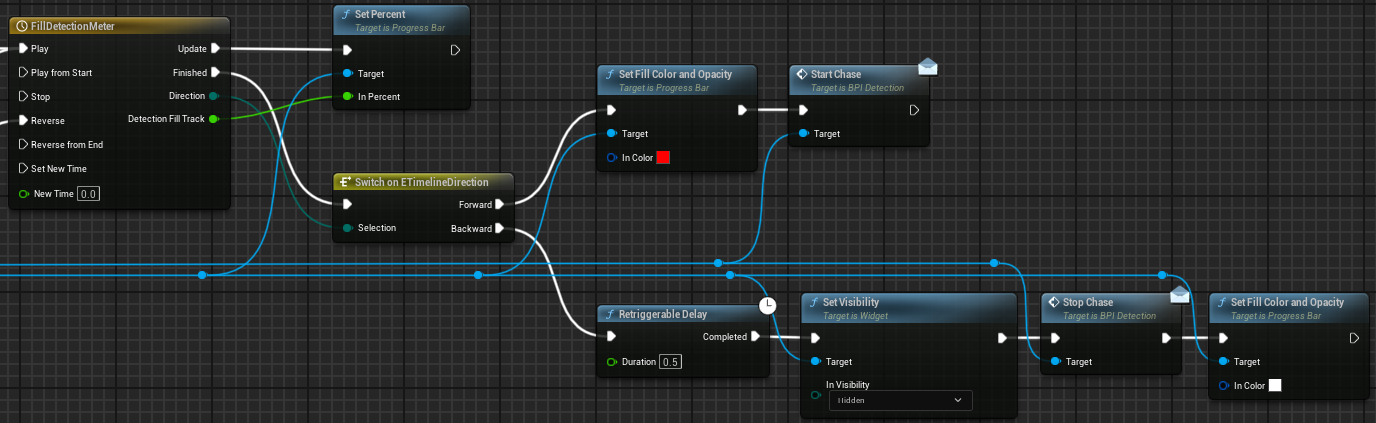 FillDetectionMeter
Play
Update
Play from Start
Finished
Stop
Direction
Reverse
Detection Fill Track
Reverse from End
Set New Time
New Time 0.0
Set Percent
Target is Progress Bar
Target
In Percent
Switch on ETimelineDirection
Forward
Selection
Backward
Set Fill Color and Opacity
Target is Progress Bar
Target
In Color
Start Chase
Target is BPI Detection
Target
Retriggerable Delay
Completed
Duration 0.5
Set Visibility
Target is Widget
Target
In Visibility
Hidden
Stop Chase
Target is BPI Detection
Target
Set Fill Color and Opacity
Target is Progress Bar
Target
In Color